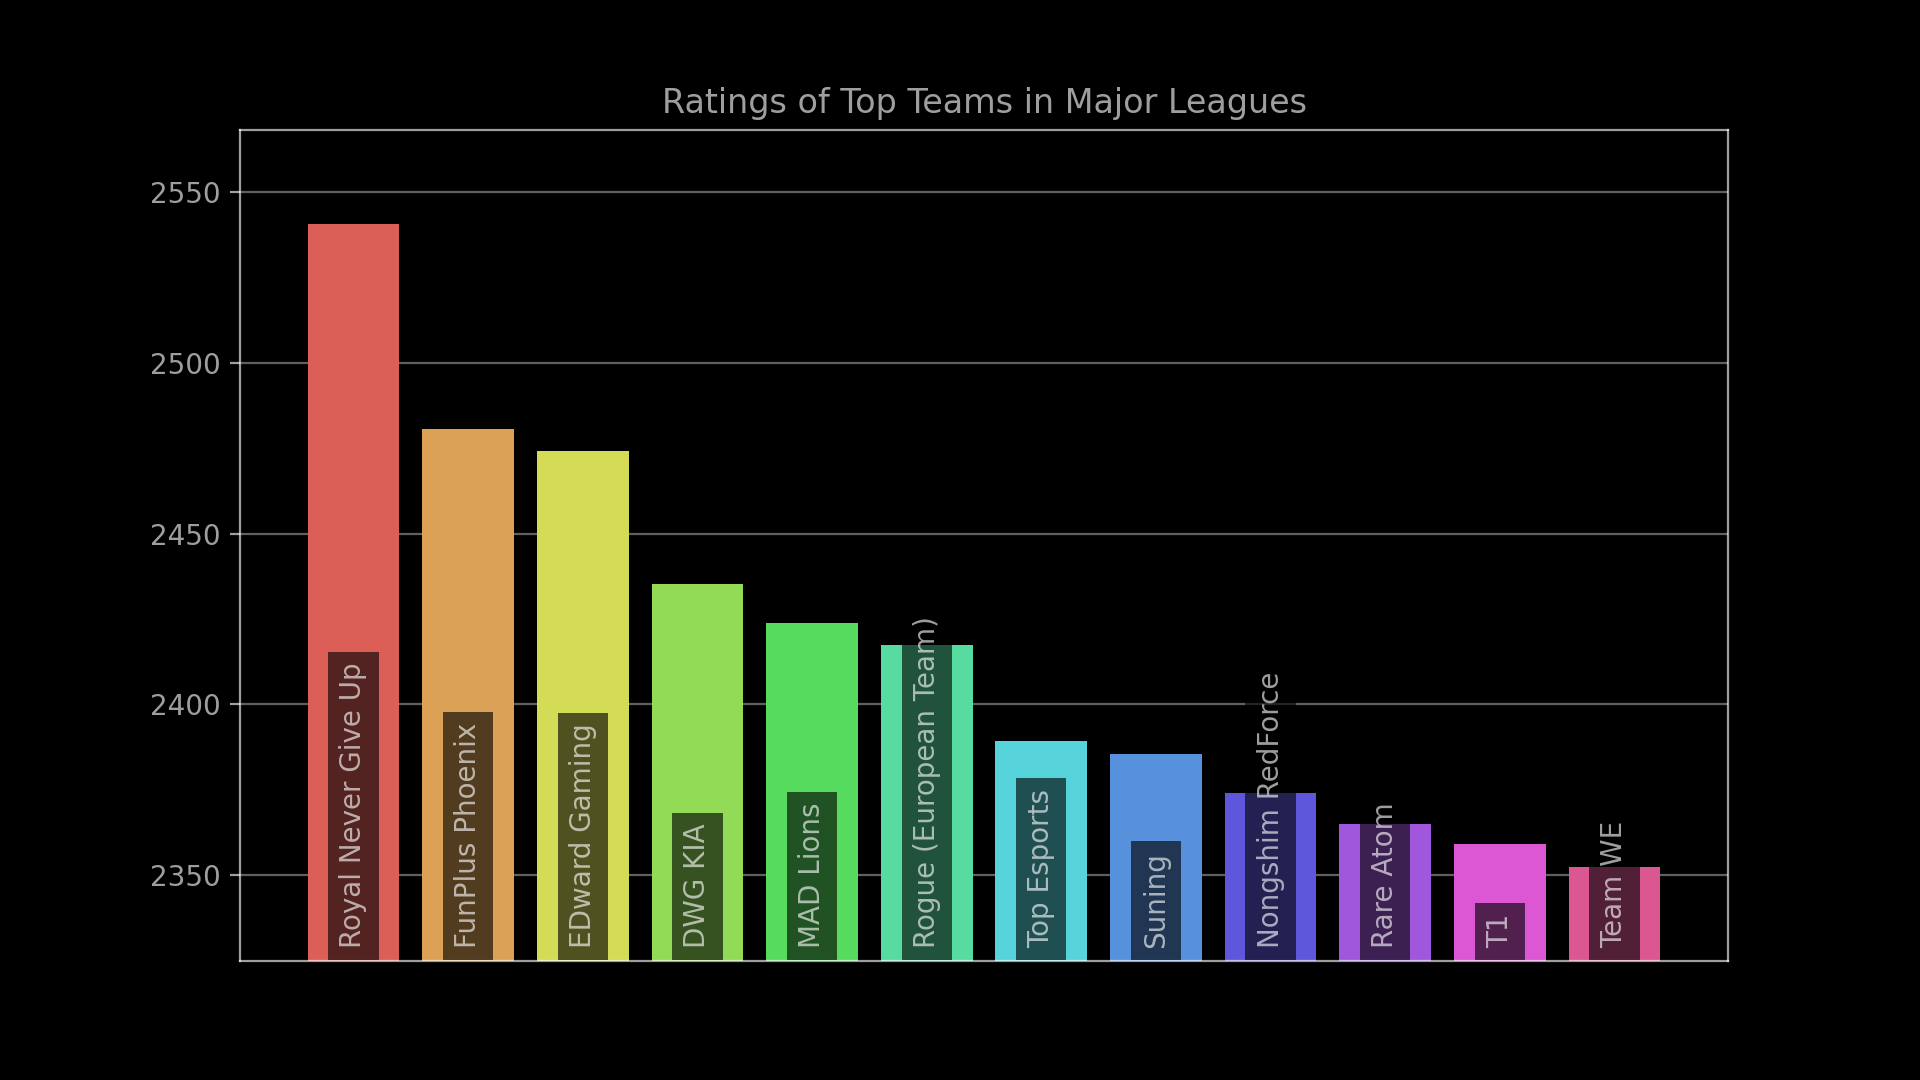 Ratings of Top Teams in Major Leagues
2550
2500
2450
2400
2350
Royal Never Give Up
FunPlus Phoenix
EDward Gaming
DWG KIA
MAD Lions
Rogue (European Team)
Top Esports
Suning
Nongshim RedForce
Rare Atom
T1
Team WE